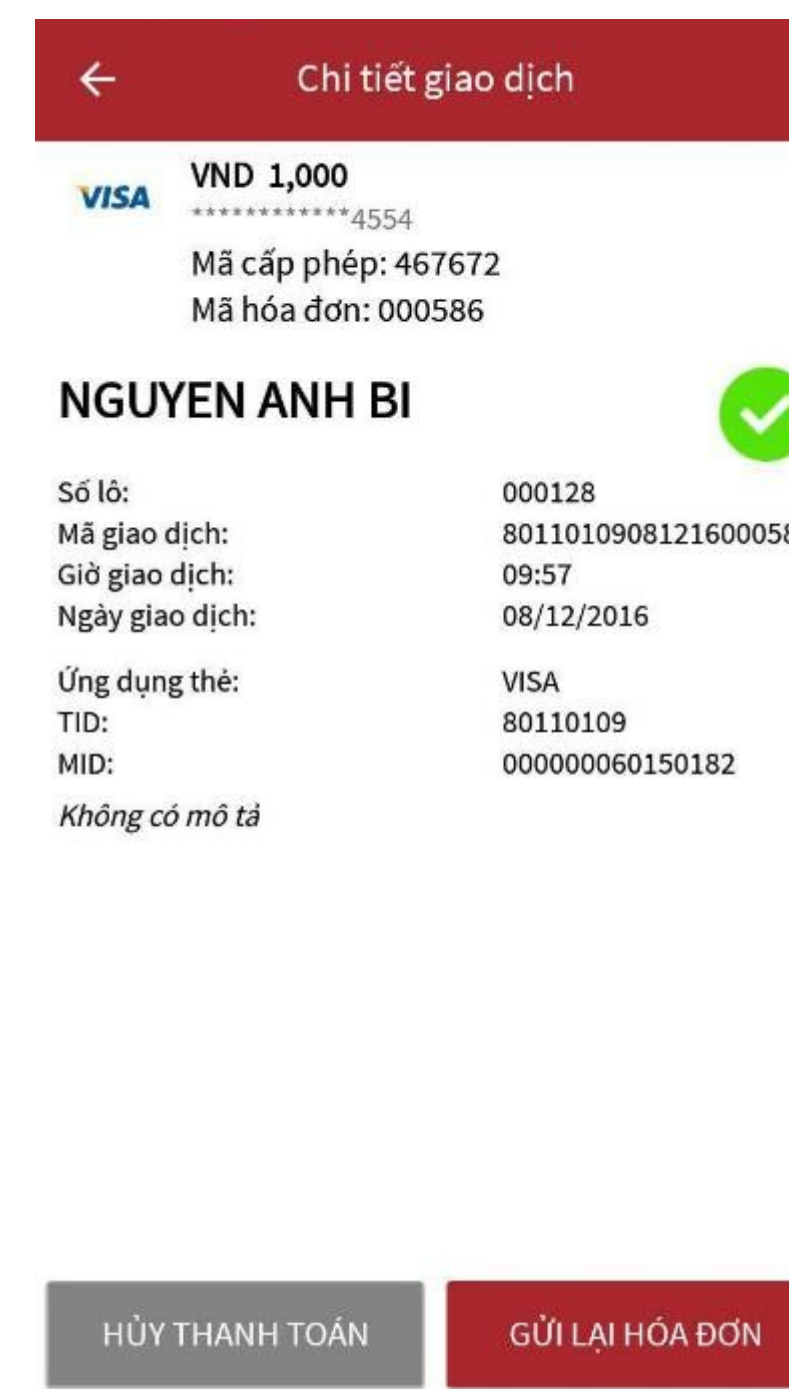 Chi tiết giao dịch
VISA
VND 1,000
************4554
Mã cấp phép: 467672
Mã hóa đơn: 000586
NGUYEN ANH BI
Số lô: 000128
Mã giao dịch: 801101090812160005
Giờ giao dịch: 09:57
Ngày giao dịch: 08/12/2016
Ứng dụng thẻ: VISA
TID: 80110109
MID: 000000060150182
Không có mô tả
HỦY THANH TOÁN GỬI LẠI HÓA ĐƠN